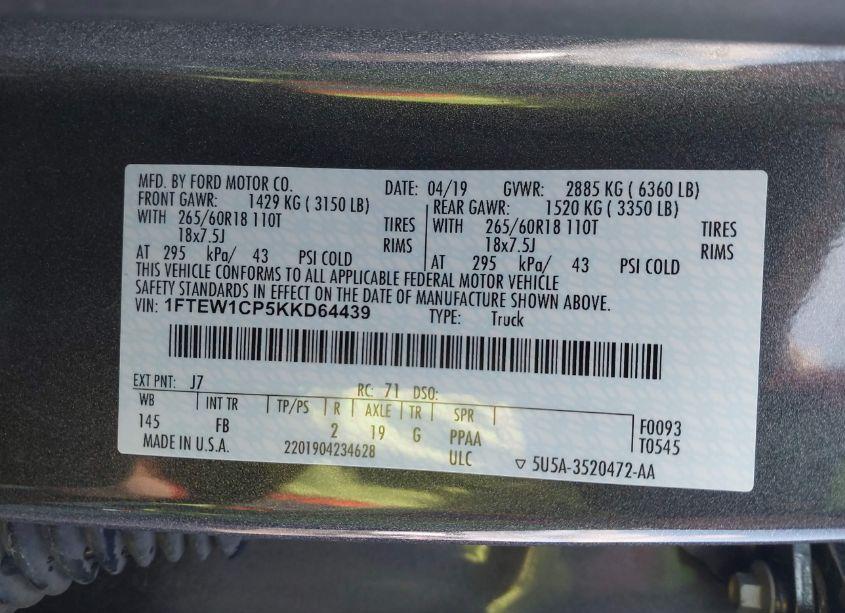 MFD. BY FORD MOTOR CO. DATE: 04/19 GVWR: 2885 KG ( 6360 LB)
FRONT GAWR: 1429 KG ( 3150 LB) REAR GAWR: 1520 KG ( 3350 LB)
WITH 265/60R18 110T TIRES WITH 265/60R18 110T TIRES
18x7.5J RIMS 18x7.5J RIMS
AT 295 kPa/ 43 PSI COLD AT 295 kPa/ 43 PSI COLD
THIS VEHICLE CONFORMS TO ALL APPLICABLE FEDERAL MOTOR VEHICLE
SAFETY STANDARDS IN EFFECT ON THE DATE OF MANUFACTURE SHOWN ABOVE.
VIN: 1FTEW1CP5KKD64439 TYPE: Truck
EXT PNT: J7 RC: 71 DSO:
WB INT TR TP/PS R AXLE TR SPR F0093
145 FB 2 19 G PPAA T0545
MADE IN U.S.A. 2201904234628 ULC ▽ 5U5A-3520472-AA